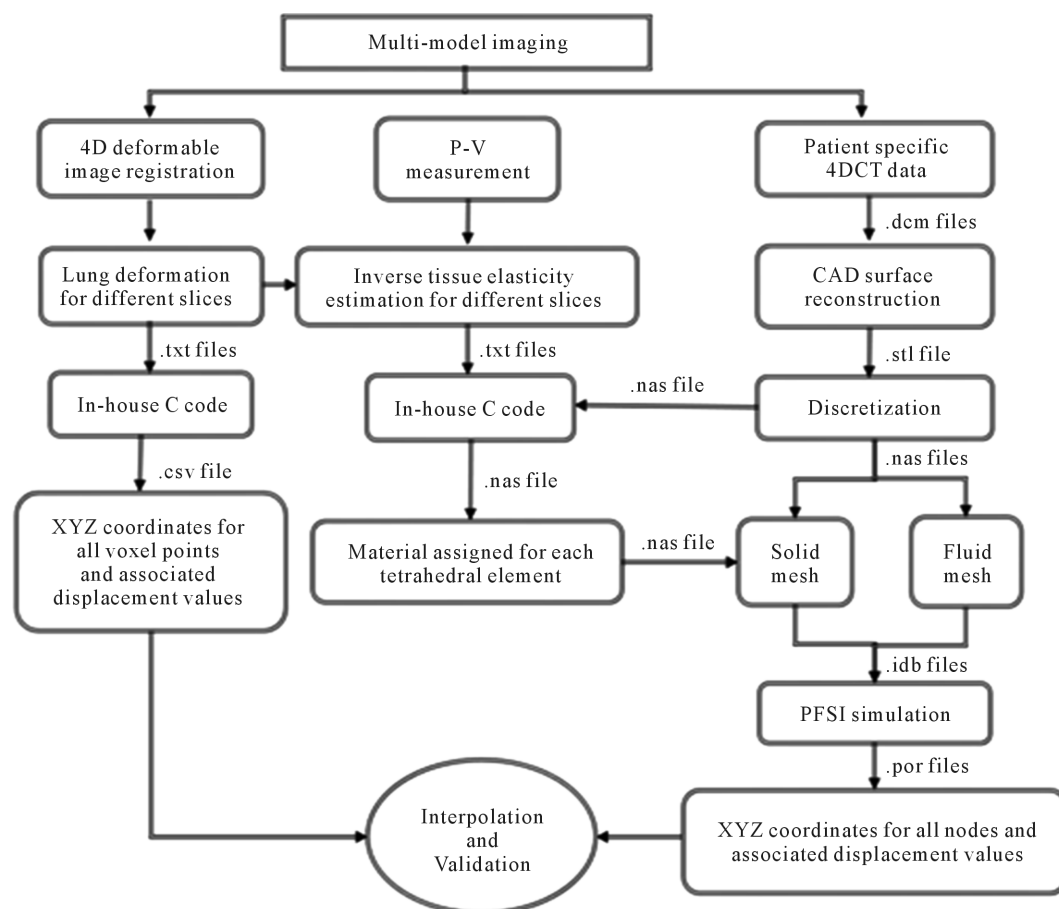 Multi-model imaging
4D deformable
image registration
P-V
measurement
Patient specific
4DCT data
.dcm files
Lung deformation
for different slices
Inverse tissue elasticity
estimation for different slices
CAD surface
reconstruction
.txt files
.txt files
.stl file
In-house C code
In-house C code
.nas file
Discretization
.csv file
.nas file
.nas files
XYZ coordinates for
all voxel points
and associated
displacement values
Material assigned for each
tetrahedral element
.nas file
Solid
mesh
Fluid
mesh
.idb files
PFSI simulation
.por files
Interpolation
and
Validation
XYZ coordinates for all nodes and
associated displacement values